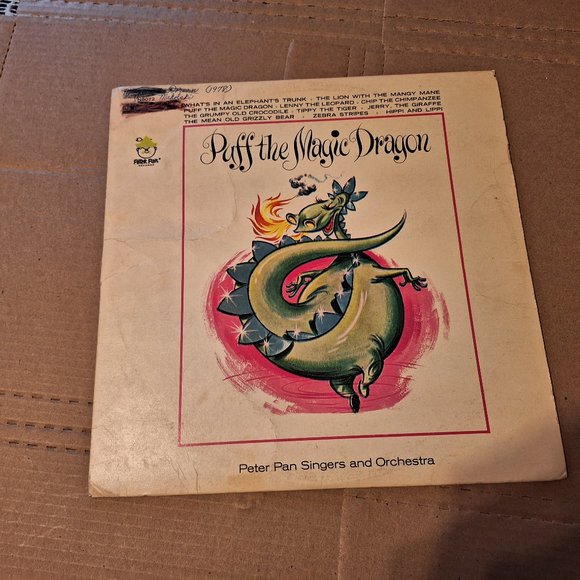 (1978)
WHAT'S IN AN ELEPHANT'S TRUNK · THE LION WITH THE MANGY MANE
PUFF THE MAGIC DRAGON · LENNY THE LEOPARD · CHIP THE CHIMPANZEE
THE GRUMPY OLD CROCODILE · TIPPY THE TIGER · JERRY, THE GIRAFFE
THE MEAN OLD GRIZZLY BEAR · ZEBRA STRIPES · HIPPI AND LIPPI
Peter Pan
RECORDS
Puff the Magic Dragon
Peter Pan Singers and Orchestra